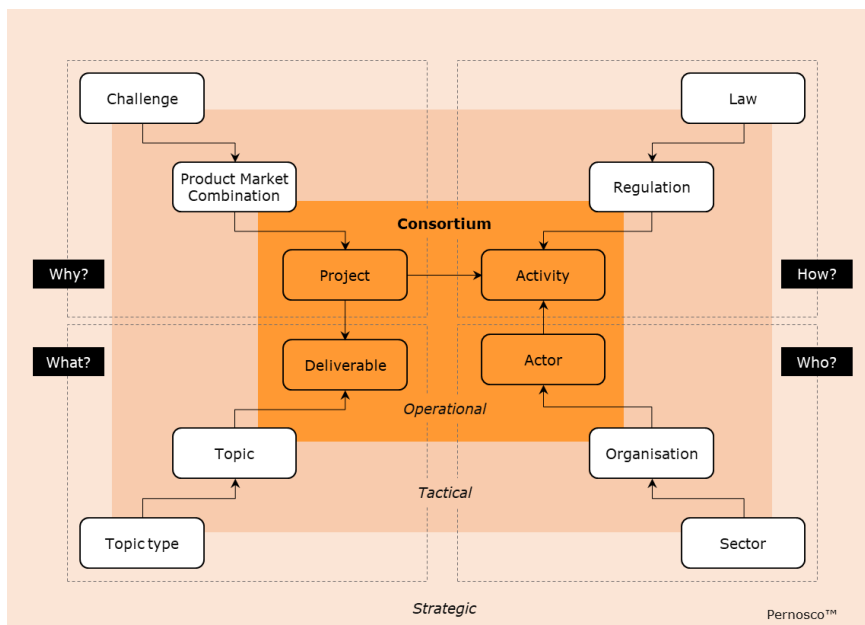 Challenge
Law
Product Market
Combination
Regulation
Consortium
Why?
Project
Activity
How?
What?
Deliverable
Actor
Who?
Operational
Topic
Organisation
Tactical
Topic type
Sector
Strategic
Pernosco™